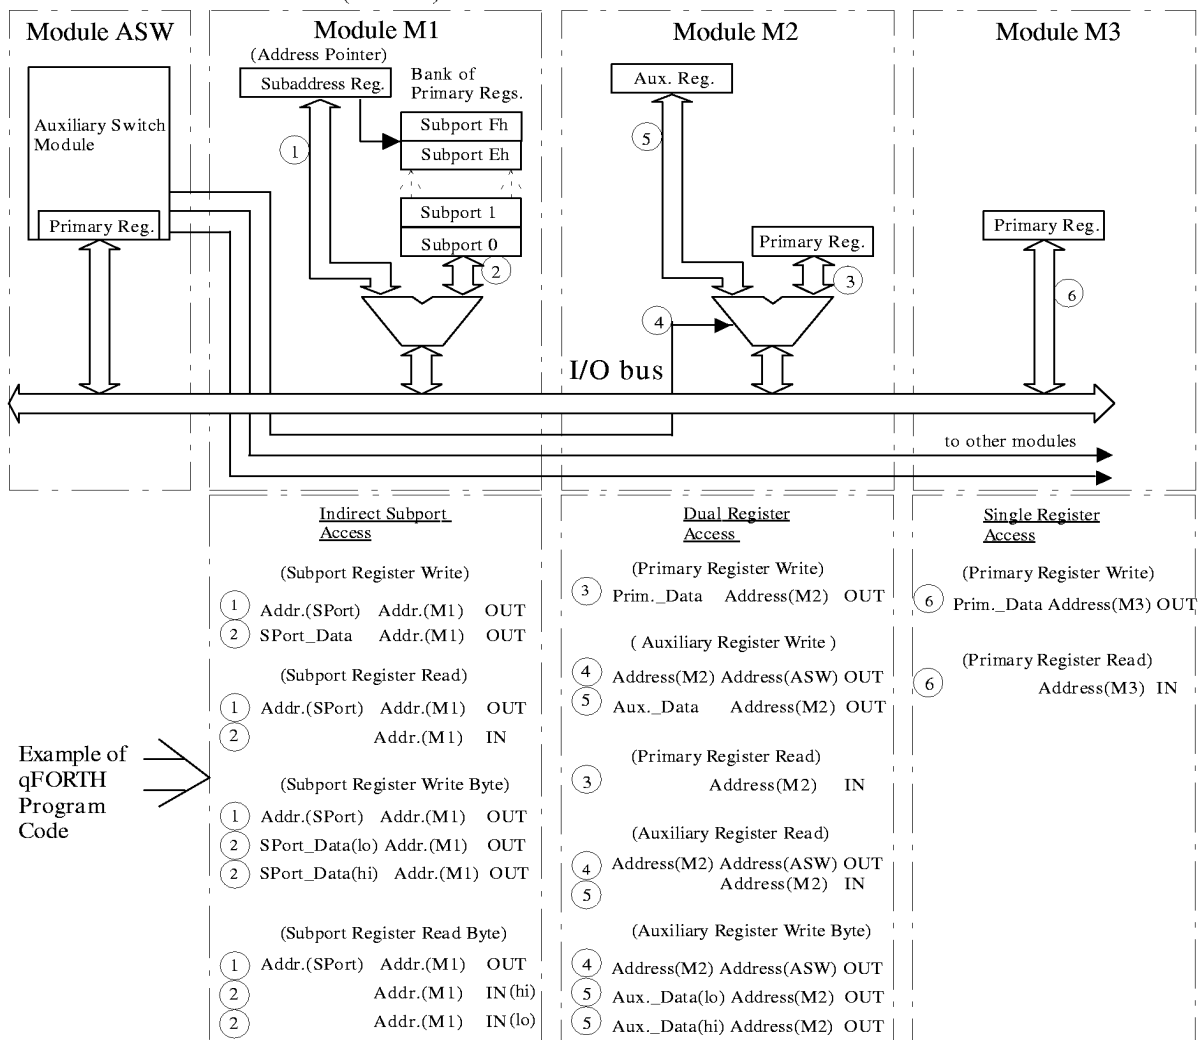 Module ASW
Auxiliary Switch
Module
Primary Reg.
Module M1
(Address Pointer)
Subaddress Reg.
Bank of
Primary Regs.
Subport Fh
Subport Eh
Subport 1
Subport 0
1
2
Module M2
Aux. Reg.
5
Primary Reg.
3
4
I/O bus
Module M3
Primary Reg.
6
to other modules
Example of
qFORTH
Program
Code
Indirect Subport
Access
(Subport Register Write)
1 Addr.(SPort) Addr.(M1) OUT
2 SPort_Data Addr.(M1) OUT
(Subport Register Read)
1 Addr.(SPort) Addr.(M1) OUT
2 Addr.(M1) IN
(Subport Register Write Byte)
1 Addr.(SPort) Addr.(M1) OUT
2 SPort_Data(lo) Addr.(M1) OUT
2 SPort_Data(hi) Addr.(M1) OUT
(Subport Register Read Byte)
1 Addr.(SPort) Addr.(M1) OUT
2 Addr.(M1) IN (hi)
2 Addr.(M1) IN (lo)
Dual Register
Access
(Primary Register Write)
3 Prim._Data Address(M2) OUT
( Auxiliary Register Write )
4 Address(M2) Address(ASW) OUT
5 Aux._Data Address(M2) OUT
(Primary Register Read)
3 Address(M2) IN
(Auxiliary Register Read)
4 Address(M2) Address(ASW) OUT
5 Address(M2) IN
(Auxiliary Register Write Byte)
4 Address(M2) Address(ASW) OUT
5 Aux._Data(lo) Address(M2) OUT
5 Aux._Data(hi) Address(M2) OUT
Single Register
Access
(Primary Register Write)
6 Prim._Data Address(M3) OUT
(Primary Register Read)
6 Address(M3) IN